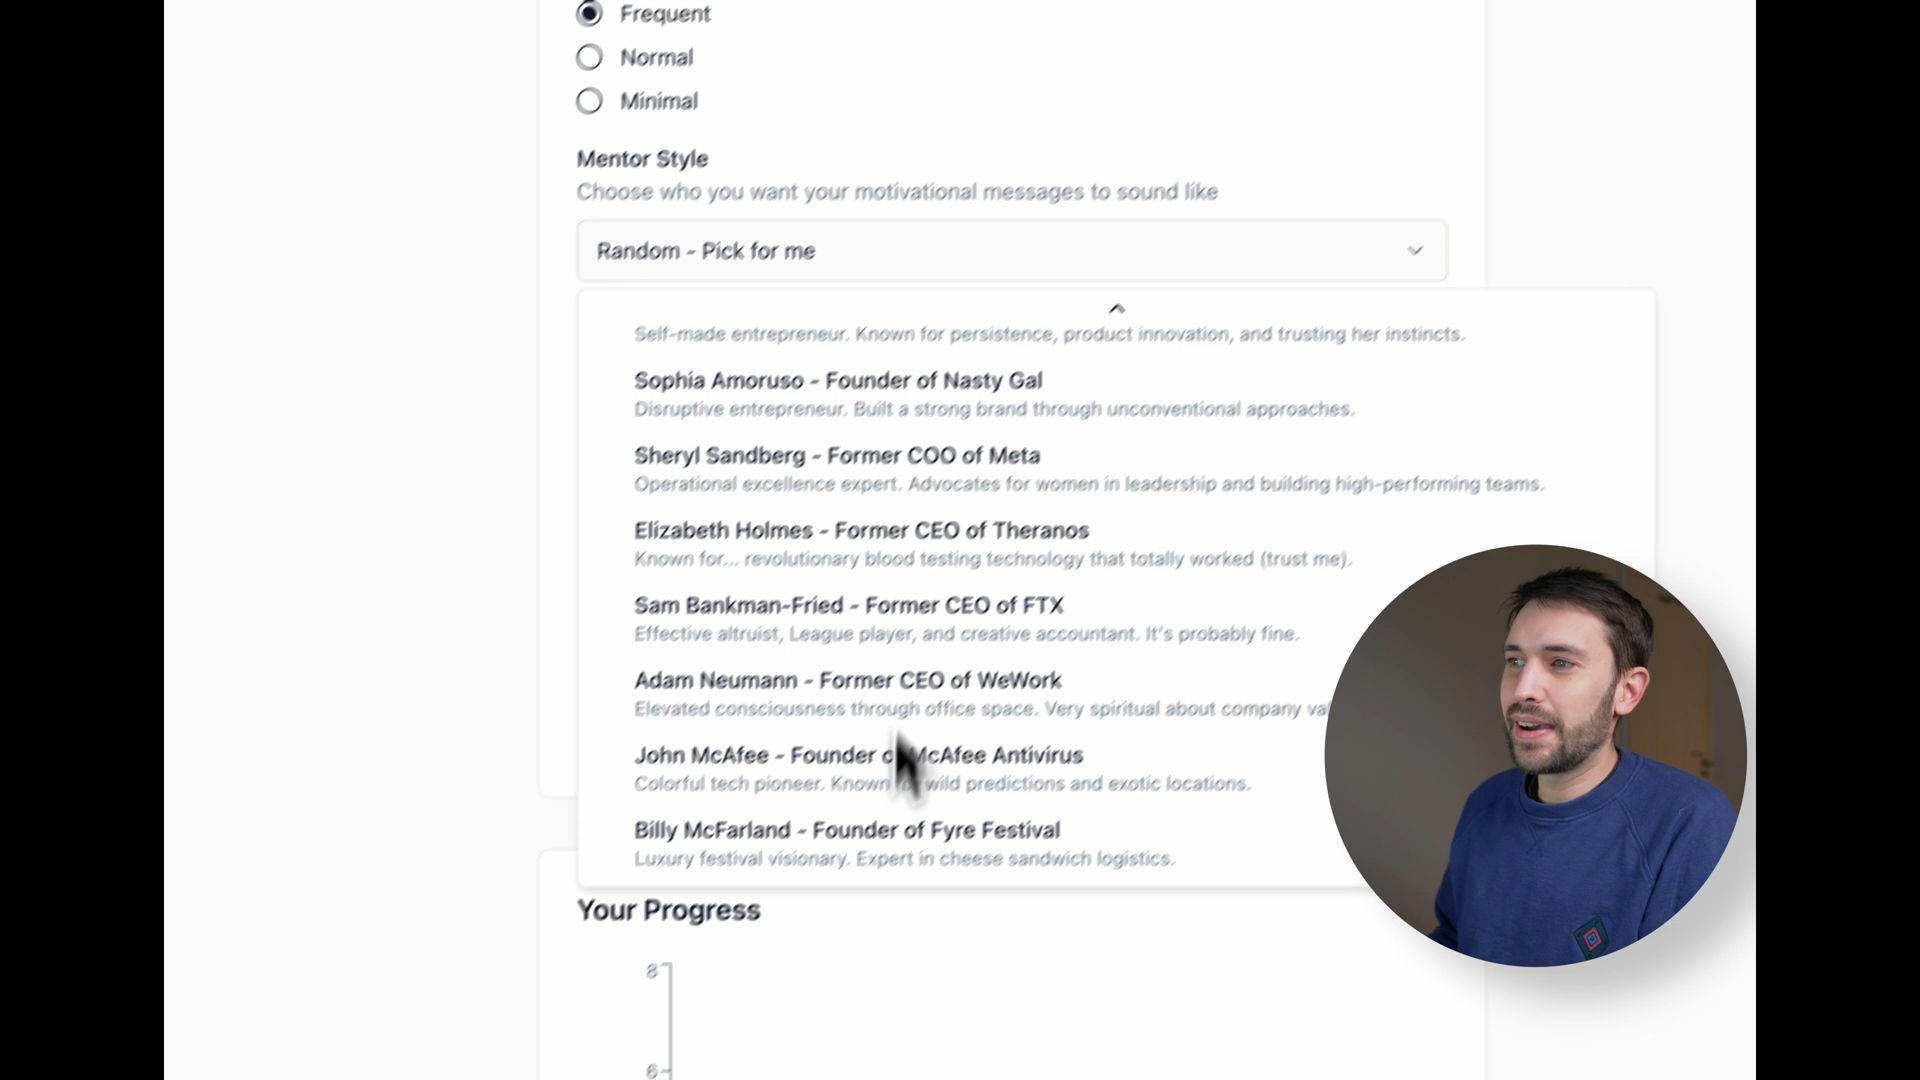 Frequent
Normal
Minimal
Mentor Style
Choose who you want your motivational messages to sound like
Random - Pick for me
Self-made entrepreneur. Known for persistence, product innovation, and trusting her instincts.
Sophia Amoruso - Founder of Nasty Gal
Disruptive entrepreneur. Built a strong brand through unconventional approaches.
Sheryl Sandberg - Former COO of Meta
Operational excellence expert. Advocates for women in leadership and building high-performing teams.
Elizabeth Holmes - Former CEO of Theranos
Known for... revolutionary blood testing technology that totally worked (trust me).
Sam Bankman-Fried - Former CEO of FTX
Effective altruist, League player, and creative accountant. It's probably fine.
Adam Neumann - Former CEO of WeWork
Elevated consciousness through office space. Very spiritual about company
John McAfee - Founder McAfee Antivirus
Colorful tech pioneer. Known wild predictions and exotic locations.
Billy McFarland - Founder of Fyre Festival
Luxury festival visionary. Expert in cheese sandwich logistics.
Your Progress
8
6